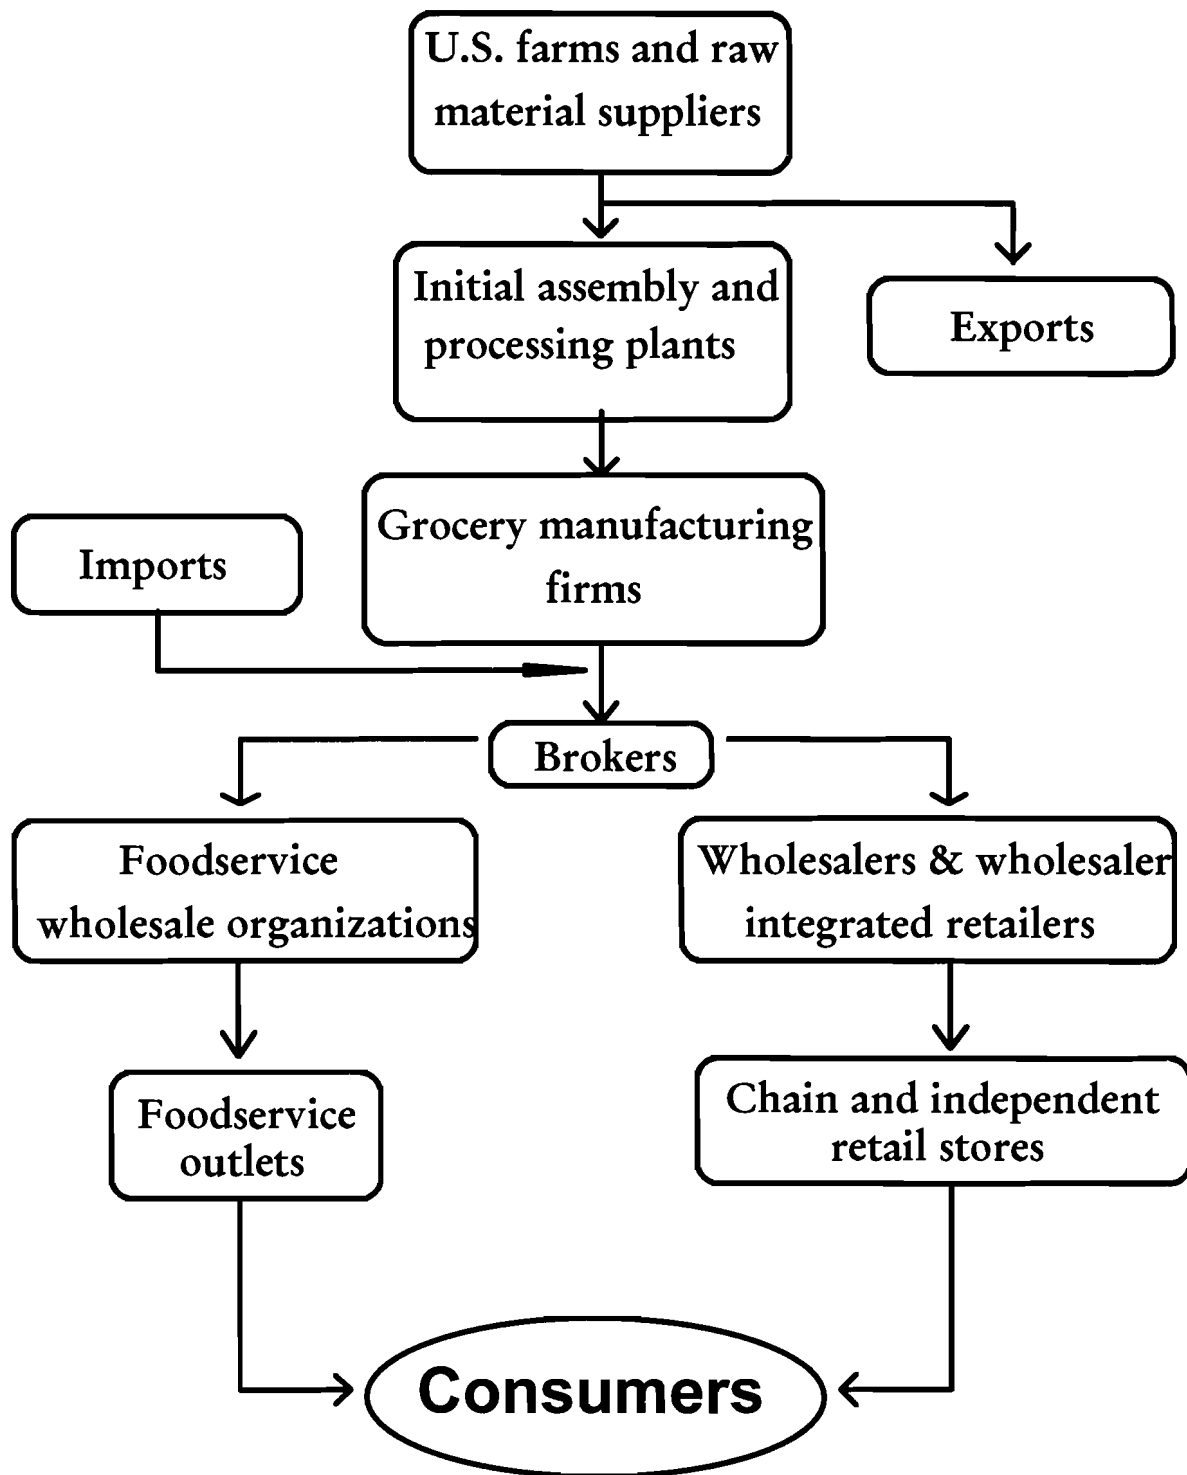 U.S. farms and raw
material suppliers
Initial assembly and
processing plants
Exports
Grocery manufacturing
firms
Imports
Brokers
Foodservice
wholesale organizations
Wholesalers & wholesaler
integrated retailers
Foodservice
outlets
Chain and independent
retail stores
Consumers